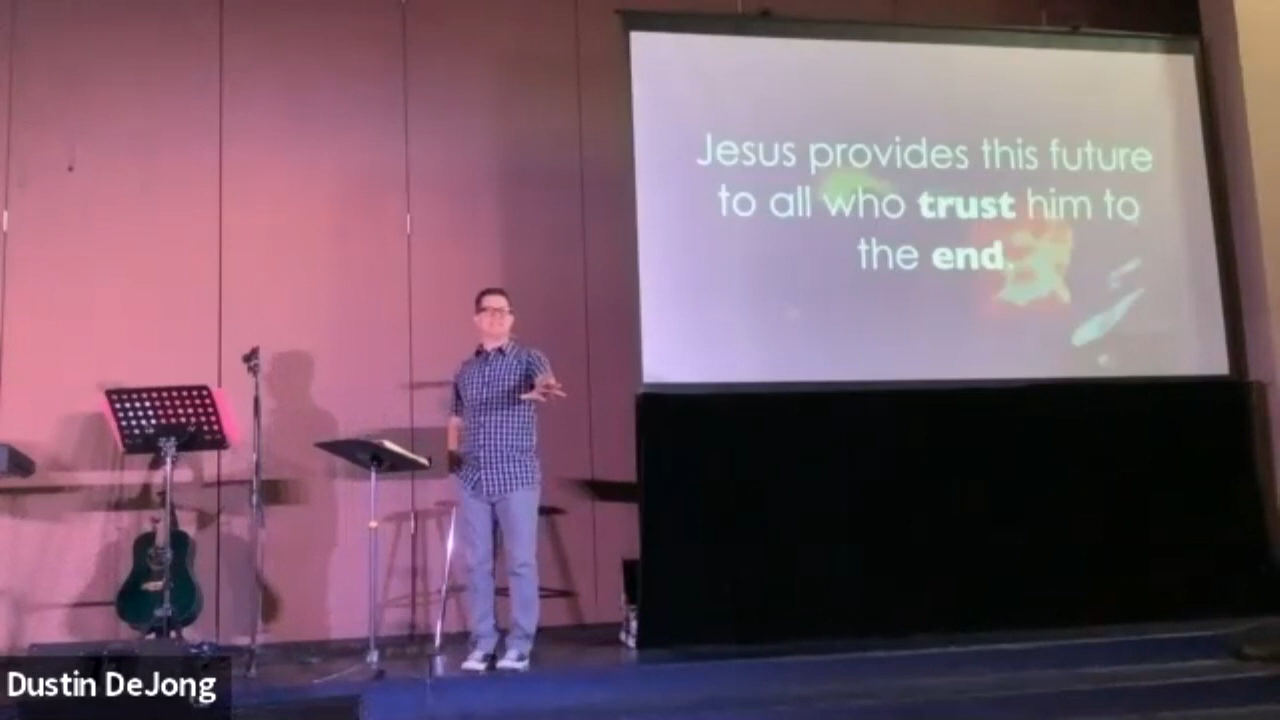 Jesus provides this future
to all who trust him to
the end.
Dustin DeJong